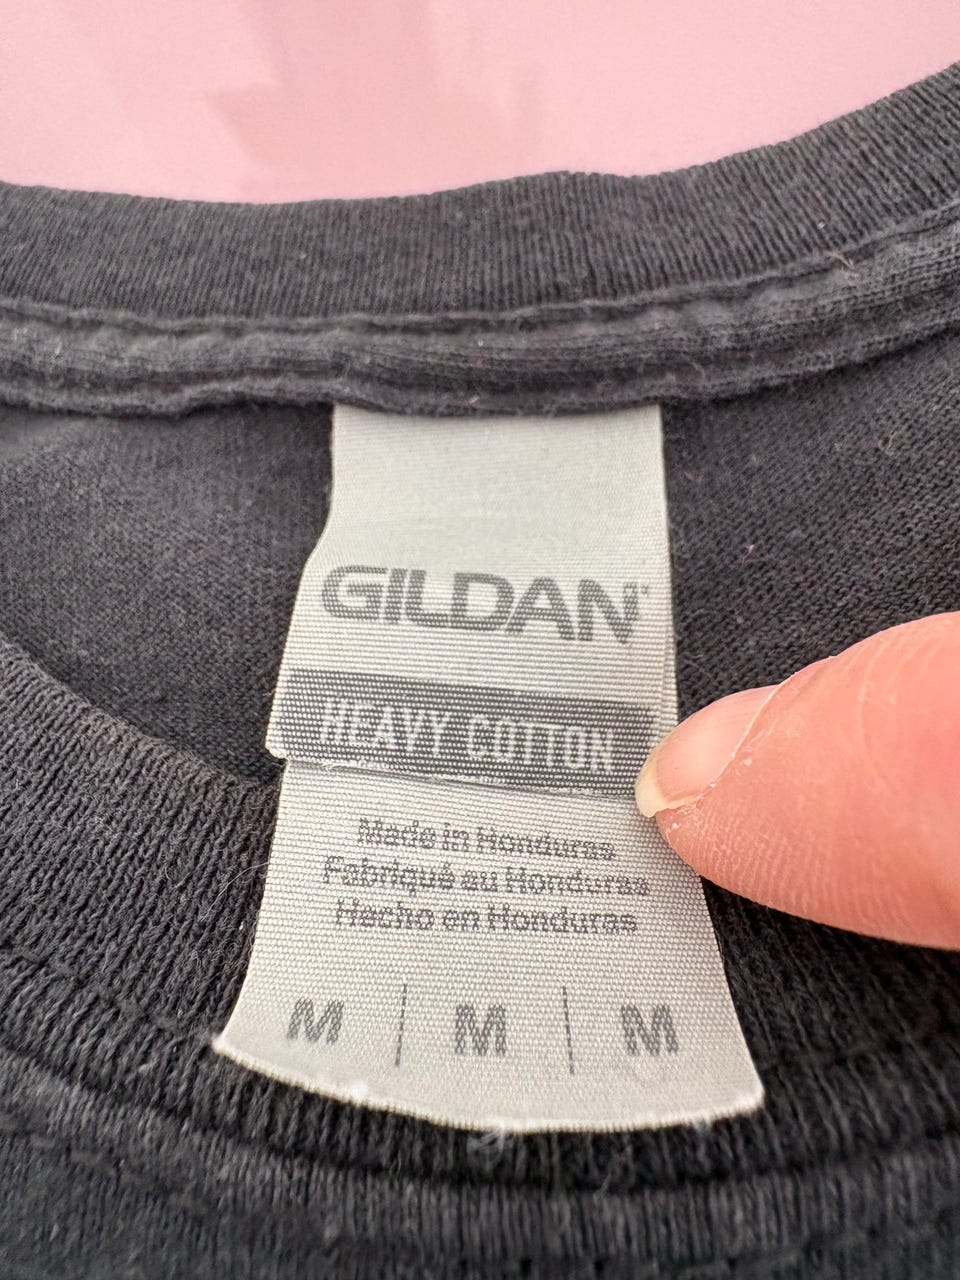 GILDAN
HEAVY COTTON
Made in Honduras
Fabriqué au Honduras
Hecho en Honduras
M | M | M